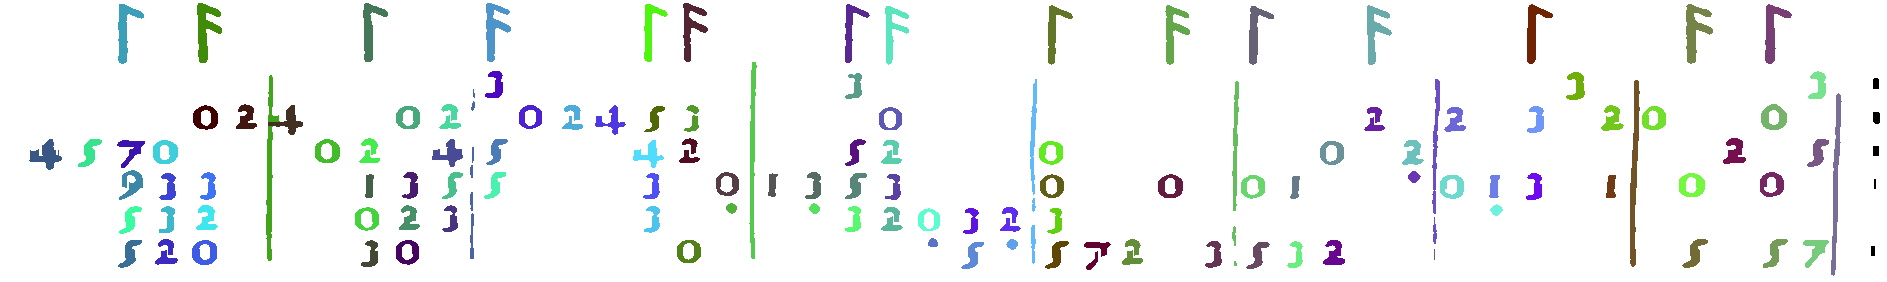 3 3 3 3
0 2 4 0 2 0 2 4 5 3 0 2 2 3 2 0 0
4 5 7 0 0 2 4 5 4 2 5 2 0 0 2 2 5
9 3 3 1 3 5 5 3 0 1 3 5 3 0 0 0 1 0 1 3 1 0 0
5 3 2 0 2 3 3 3 2 0 3 2 3
5 2 0 3 0 0 5 5 7 2 3 5 3 2 5 5 7